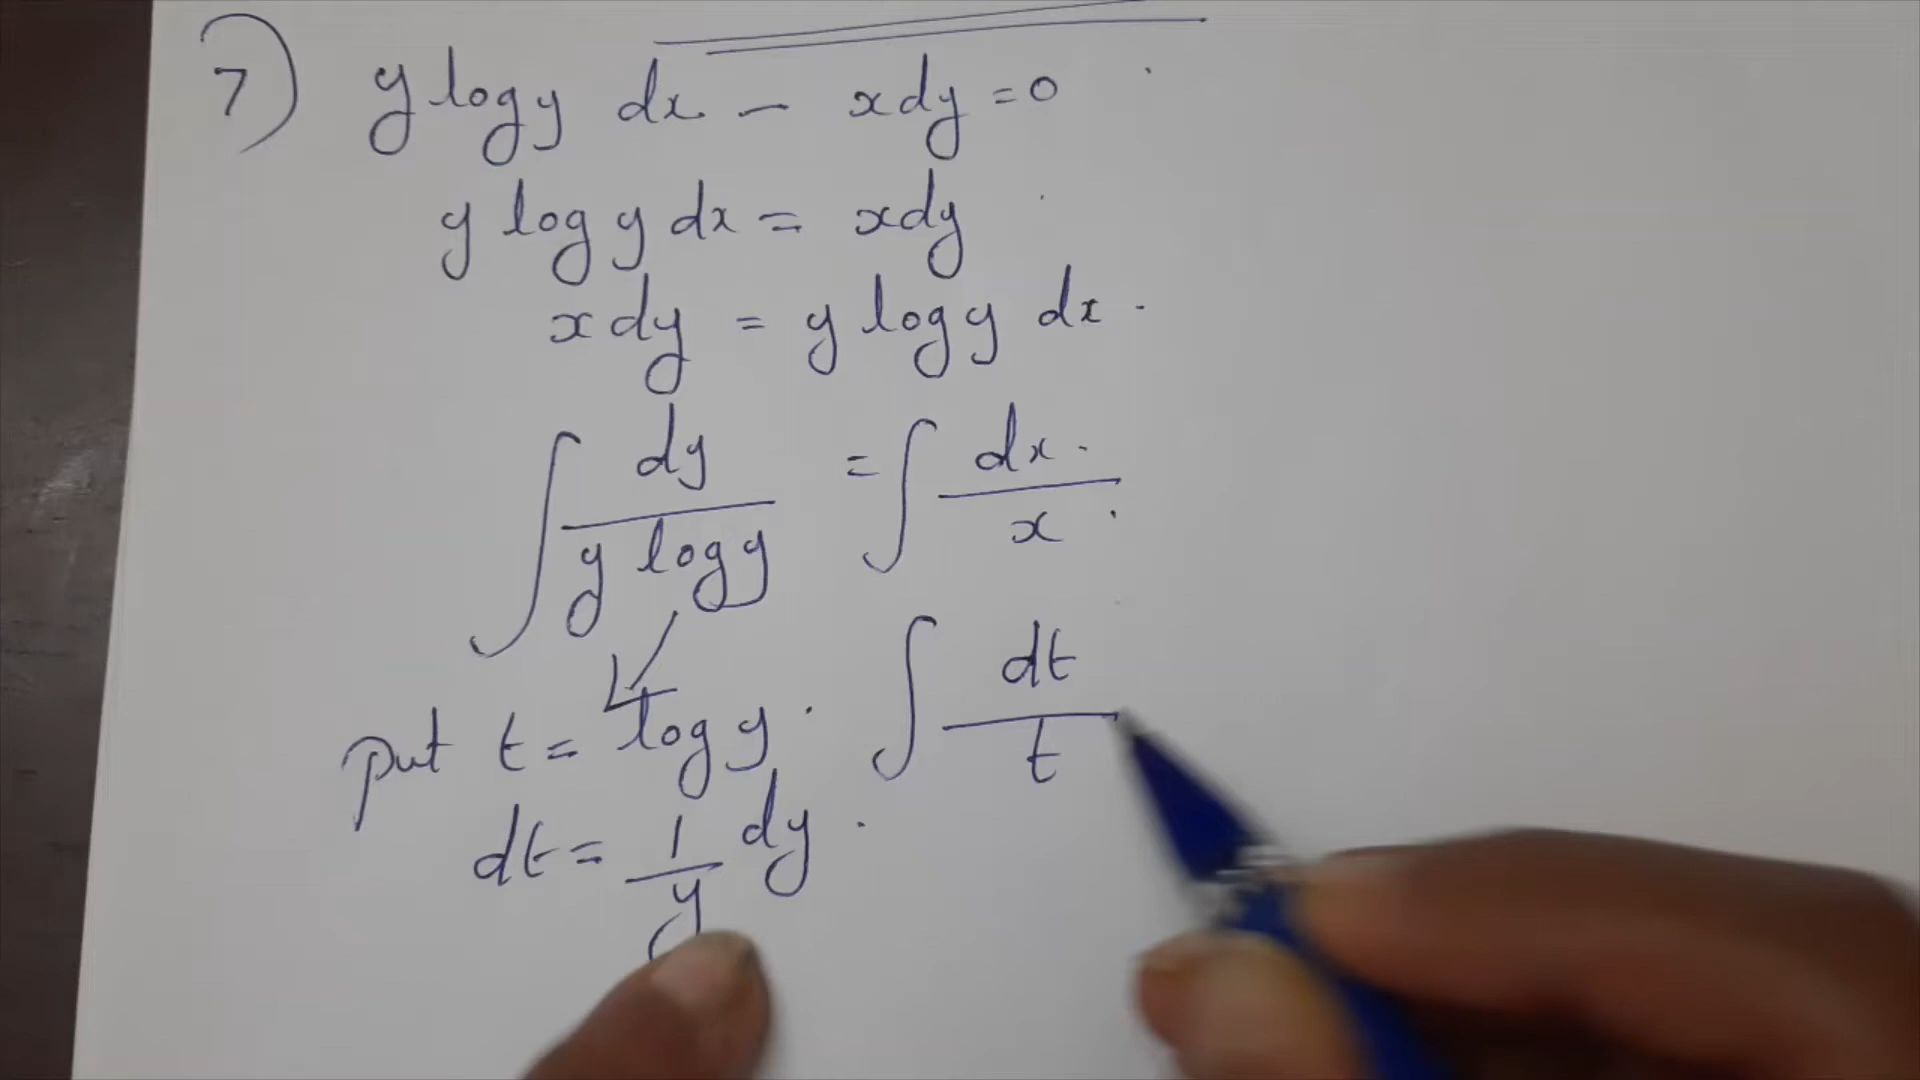 7) y log y dx - x dy = 0
y log y dx = x dy
x dy = y log y dx.
∫ dy / y log y = ∫ dx / x
put t = log y. ∫ dt / t
dt = 1/y dy.